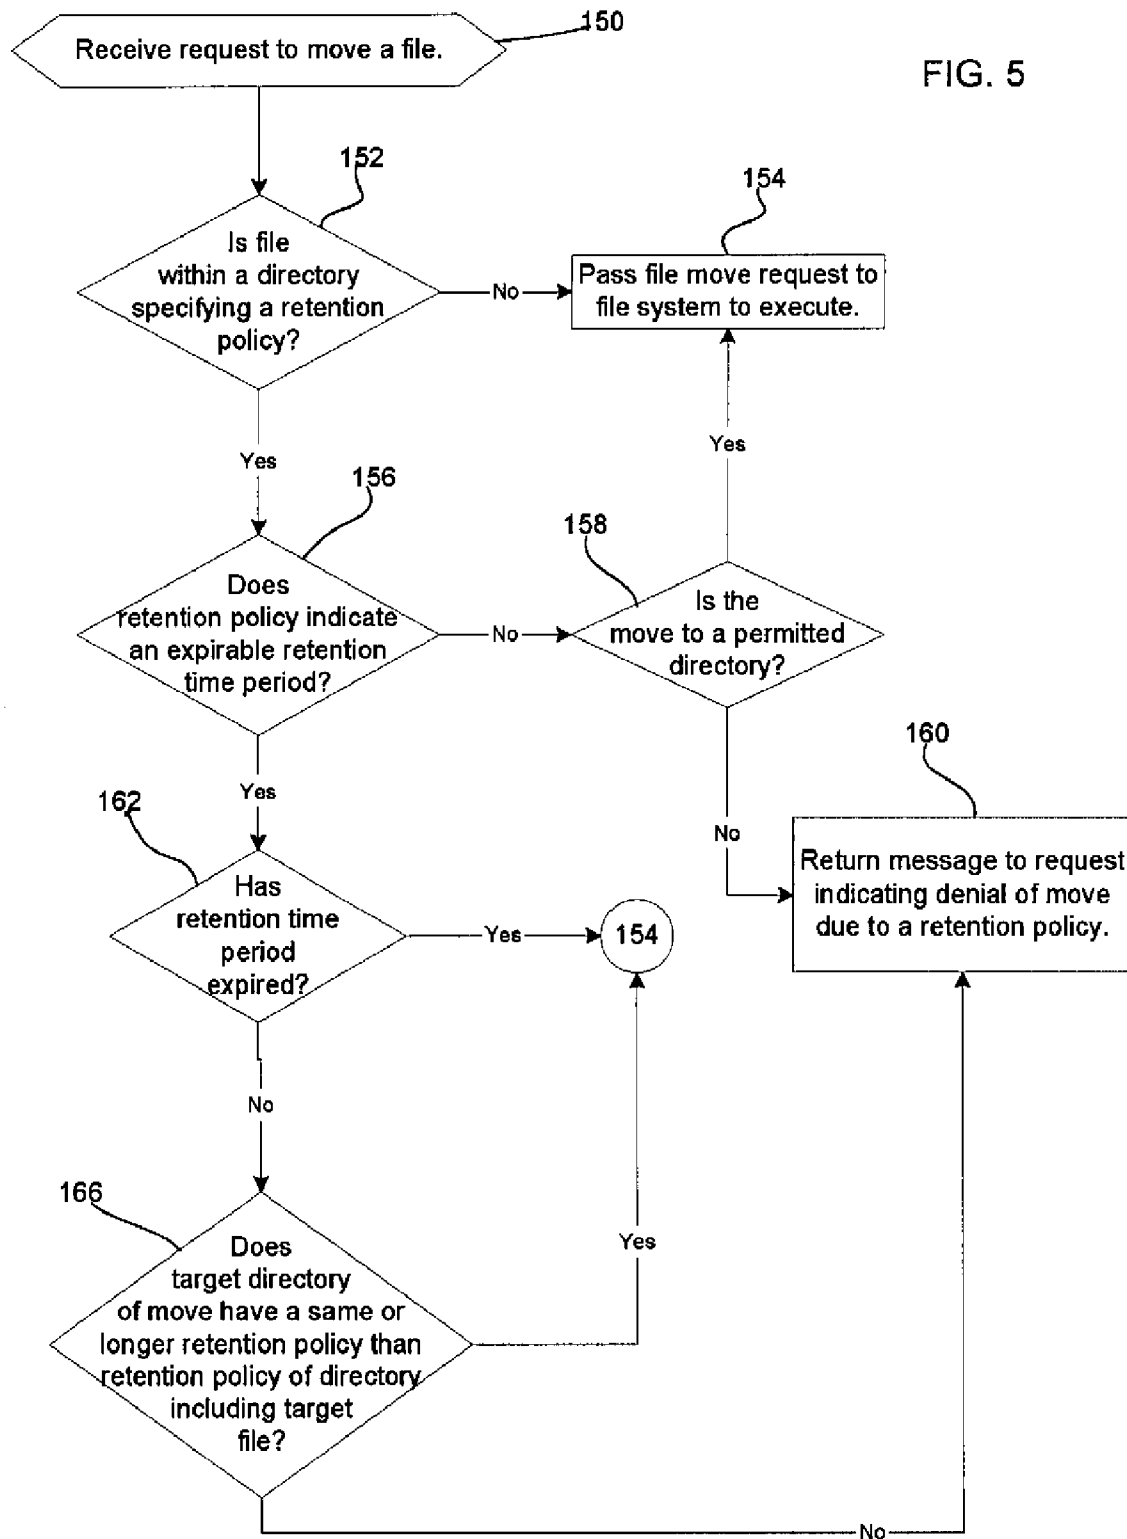 150
Receive request to move a file.
FIG. 5
152
Is file
within a directory
specifying a retention
policy?
No
154
Pass file move request to
file system to execute.
Yes
Yes
156
Does
retention policy indicate
an expirable retention
time period?
No
158
Is the
move to a permitted
directory?
Yes
No
160
Return message to request
indicating denial of move
due to a retention policy.
162
Has
retention time
period
expired?
Yes
154
No
166
Does
target directory
of move have a same or
longer retention policy than
retention policy of directory
including target
file?
Yes
No